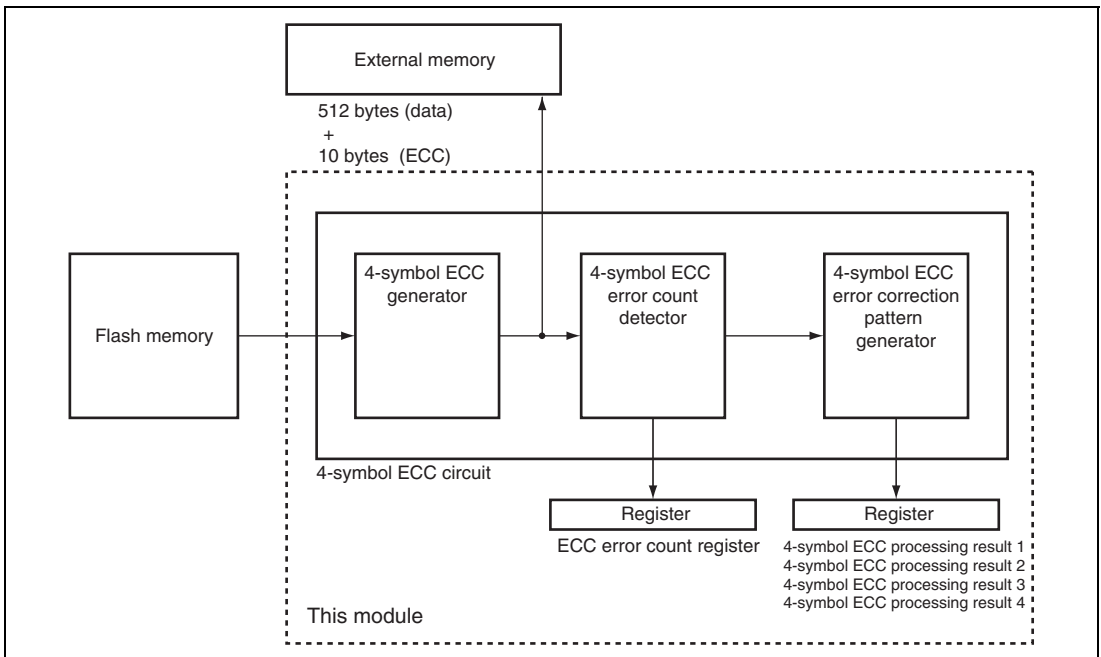 External memory
512 bytes (data)
+
10 bytes (ECC)
Flash memory
4-symbol ECC
generator
4-symbol ECC
error count
detector
4-symbol ECC
error correction
pattern
generator
4-symbol ECC circuit
Register
ECC error count register
Register
4-symbol ECC processing result 1
4-symbol ECC processing result 2
4-symbol ECC processing result 3
4-symbol ECC processing result 4
This module